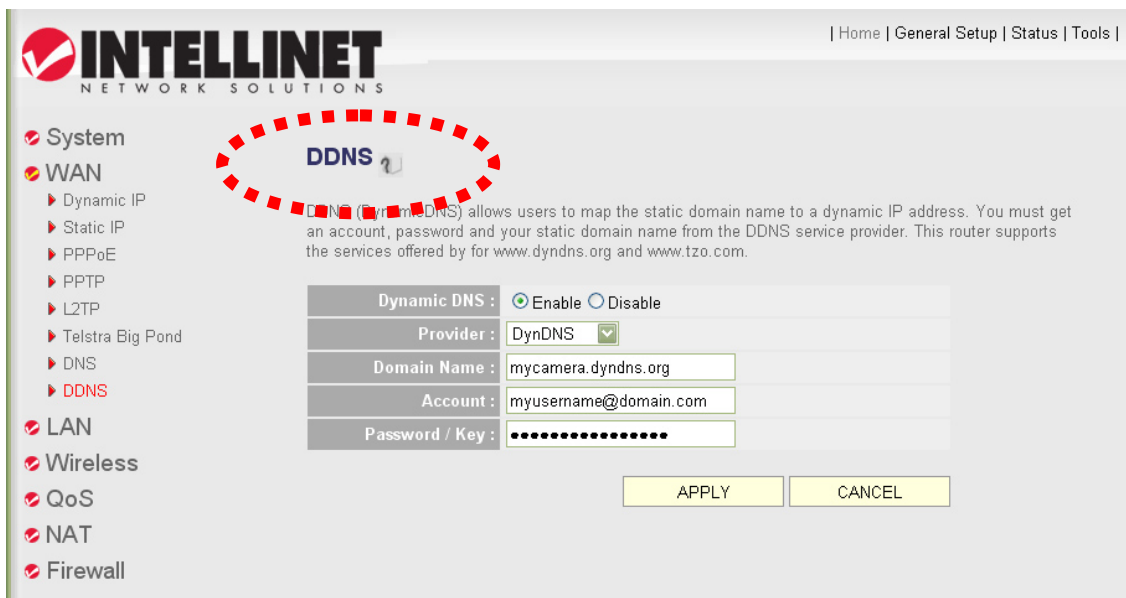 INTELLINET
NETWORK SOLUTIONS
| Home | General Setup | Status | Tools |
System
WAN
Dynamic IP
Static IP
PPPoE
PPTP
L2TP
Telstra Big Pond
DNS
DDNS
LAN
Wireless
QoS
NAT
Firewall
DDNS
DDNS (DynamicDNS) allows users to map the static domain name to a dynamic IP address. You must get
an account, password and your static domain name from the DDNS service provider. This router supports
the services offered by for www.dyndns.org and www.tzo.com.
Dynamic DNS : Enable Disable
Provider : DynDNS
Domain Name : mycamera.dyndns.org
Account : myusername@domain.com
Password / Key : ••••••••••••••••
APPLY CANCEL